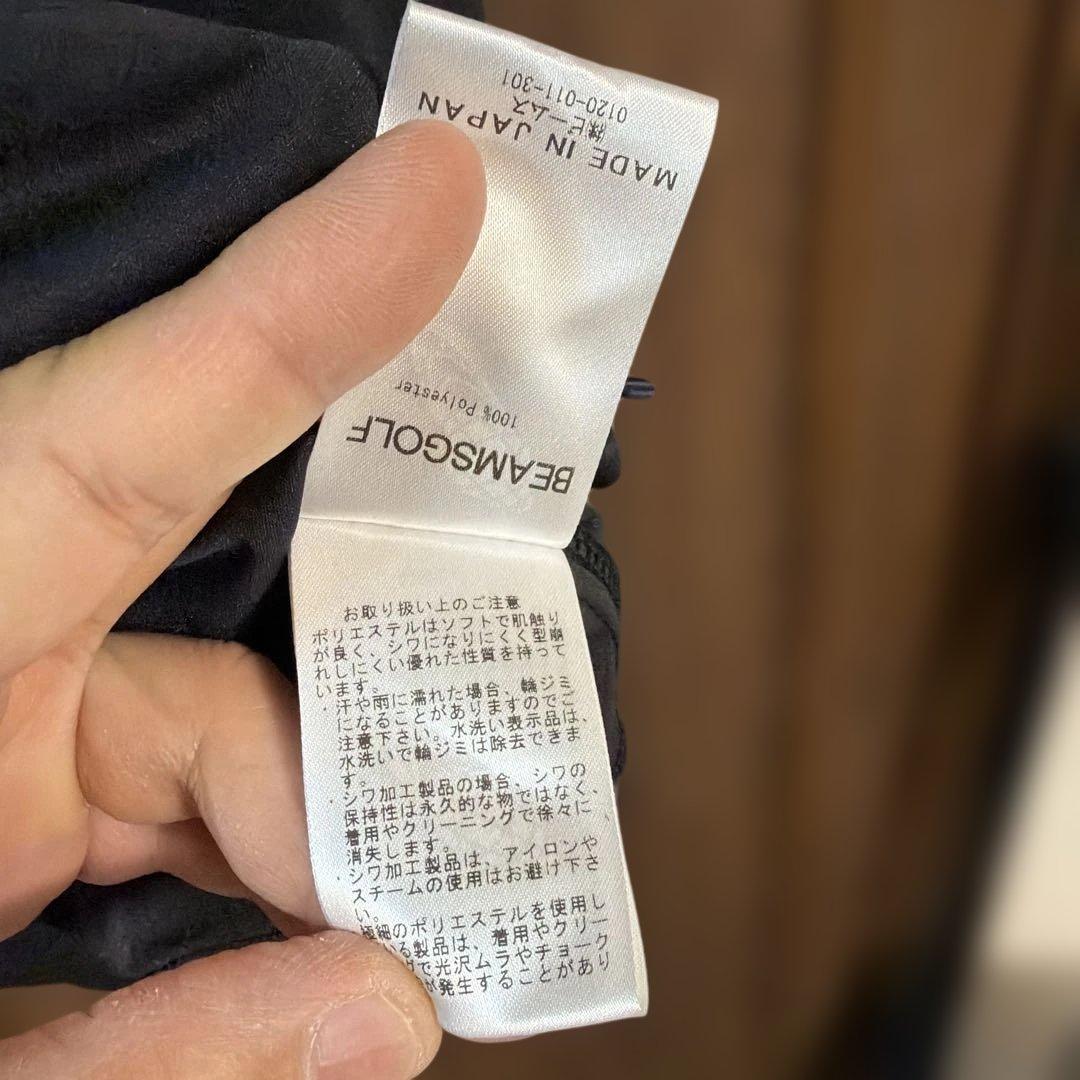 BEAMSGOLF
100% Polyester
MADE IN JAPAN
㈱ビームス
0120-011-301
お取り扱い上のご注意
ポリエステルはソフトで肌触り
が良く、シワになりにくく型崩
れしにくい優れた性質を持って
います。
・汗や雨に濡れた場合、輪ジミ
になることがありますのでご
注意下さい。水洗い表示品は、
水洗いで輪ジミは除去できま
す。
・シワ加工製品の場合、シワの
保持性は永久的な物ではなく、
着用やクリーニングで徐々に、
消失します。
・シワ加工製品は、アイロンや
スチームの使用はお避け下さ
い。
極細のポリエステルを使用し
いる製品は、着用やクリー
グで光沢ムラやチョーク
が発生することがあり